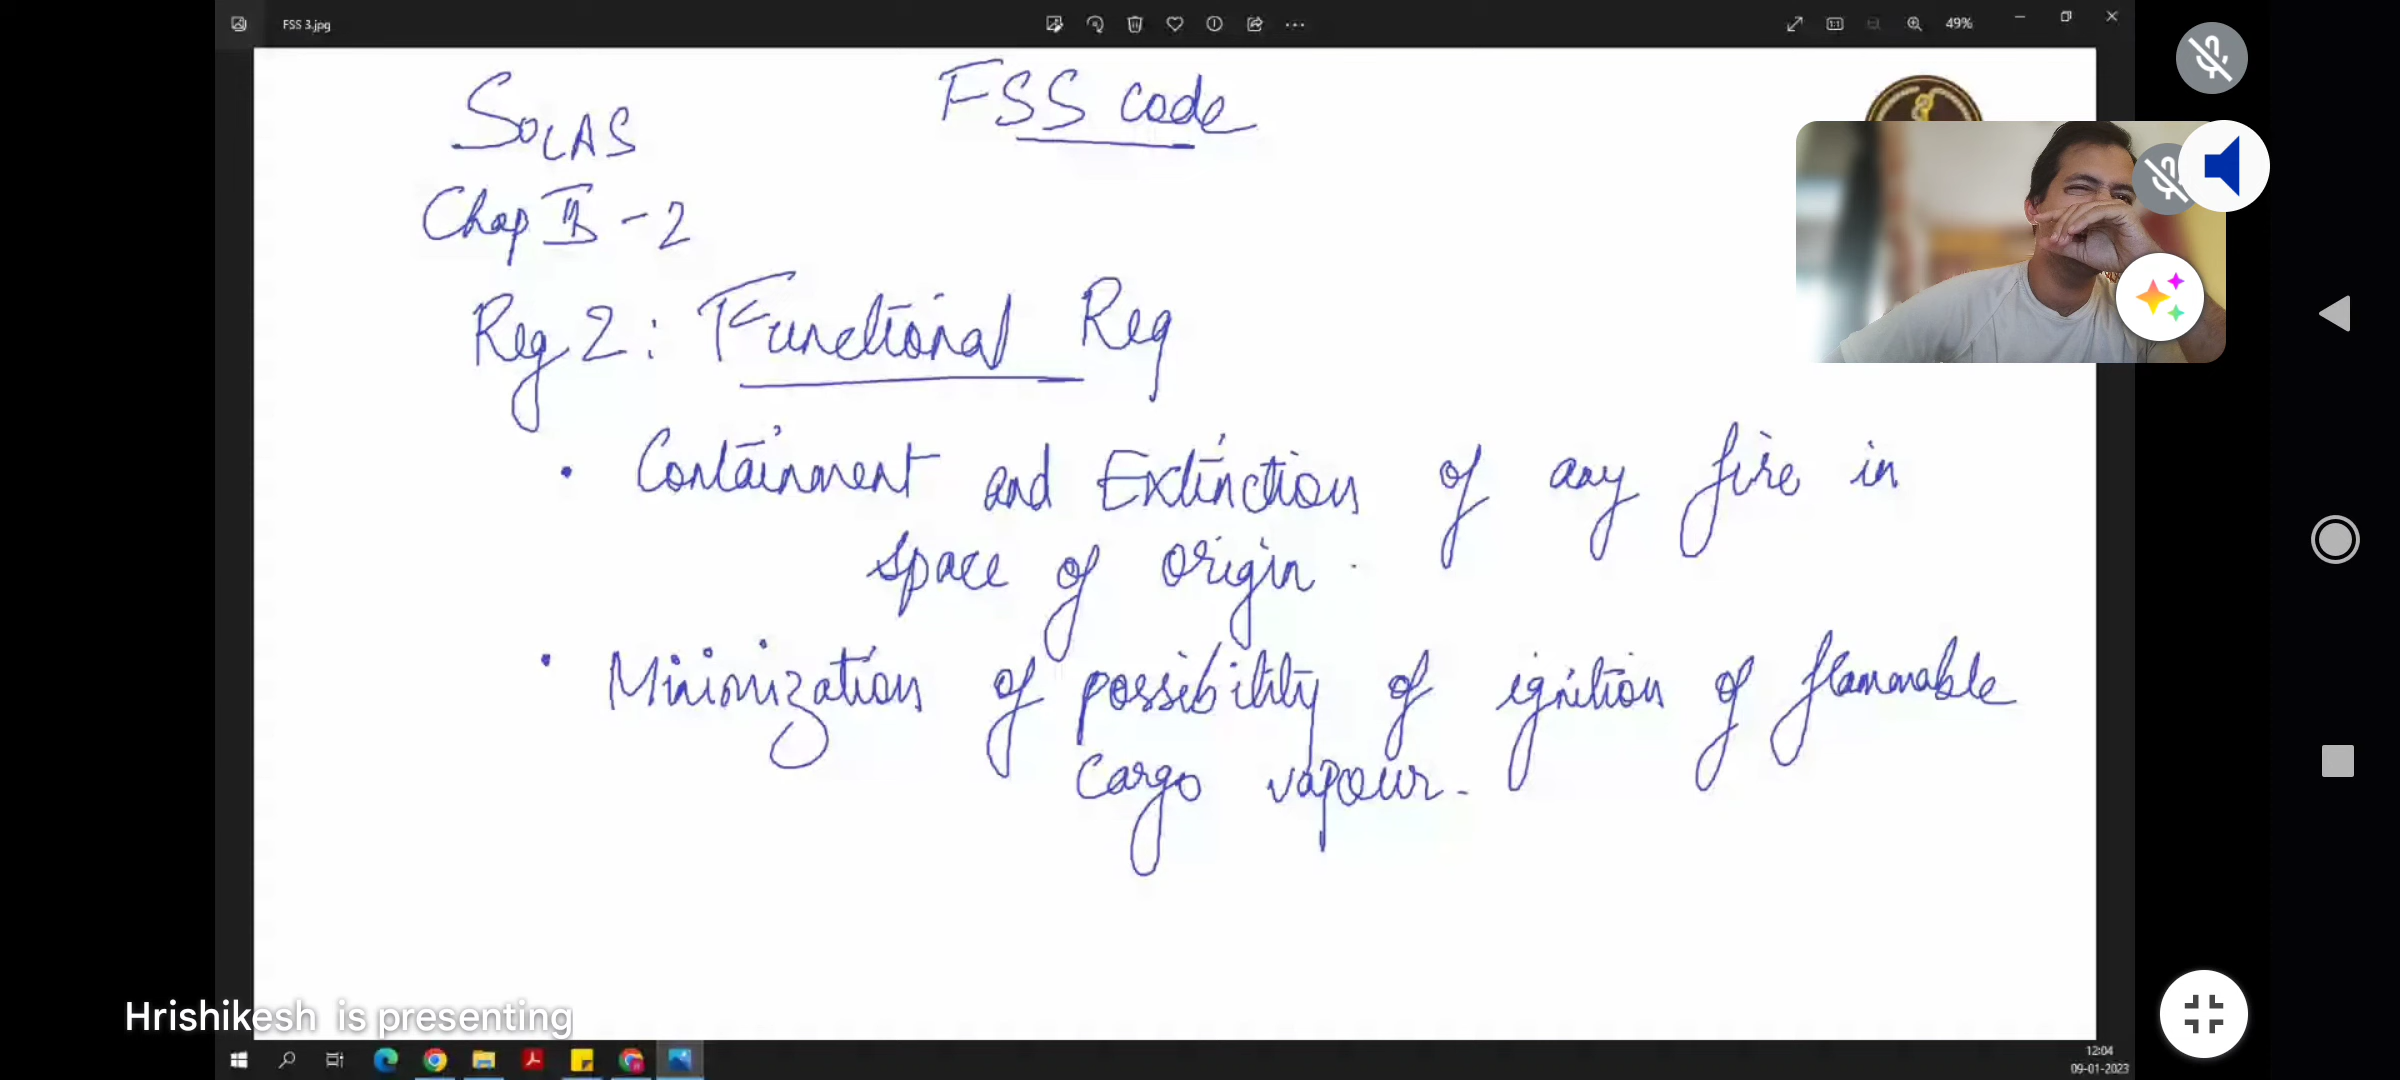 FSS 3.jpg
49%
SOLAS
FSS code
Chap II - 2
Reg 2: Functional Req
• Containment and Extinction of any fire in
space of origin.
• Minimization of possibility of ignition of flammable
cargo vapour.
Hrishikesh is presenting
12:04
09-01-2023